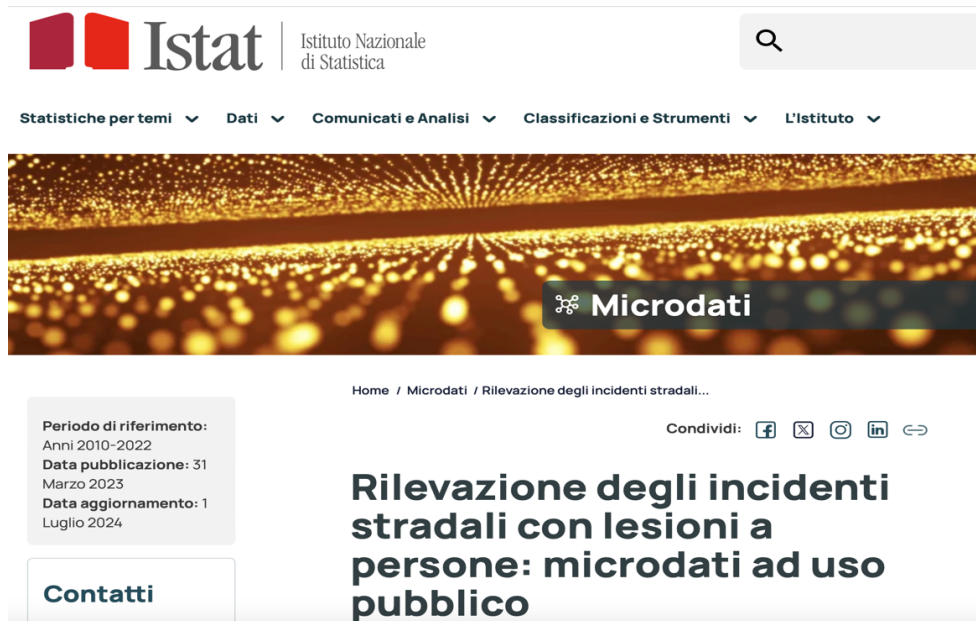 Istat
Istituto Nazionale
di Statistica
Statistiche per temi
Dati
Comunicati e Analisi
Classificazioni e Strumenti
L'Istituto
Microdati
Home / Microdati / Rilevazione degli incidenti stradali...
Condividi:
Periodo di riferimento:
Anni 2010-2022
Data pubblicazione: 31
Marzo 2023
Data aggiornamento: 1
Luglio 2024
Contatti
Rilevazione degli incidenti
stradali con lesioni a
persone: microdati ad uso
pubblico